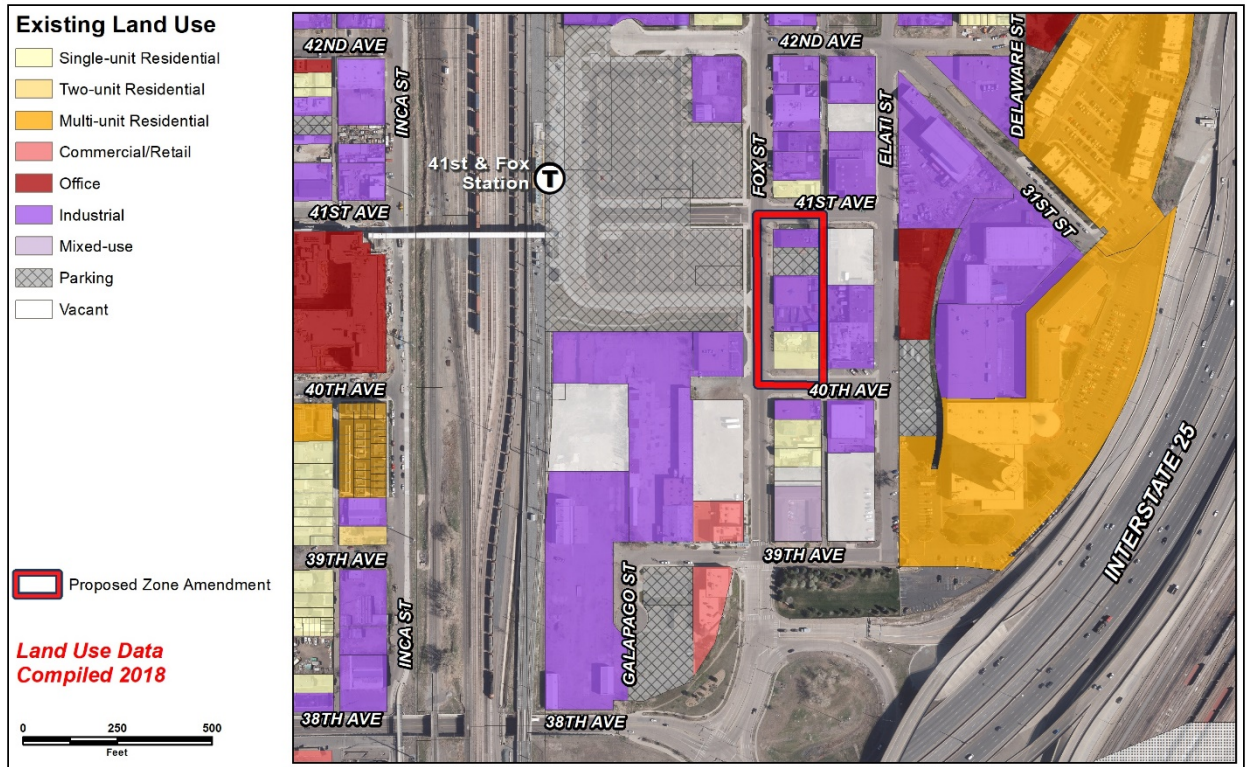 Existing Land Use
Single-unit Residential
Two-unit Residential
Multi-unit Residential
Commercial/Retail
Office
Industrial
Mixed-use
Parking
Vacant
Proposed Zone Amendment
Land Use Data
Compiled 2018
0 250 500
Feet
42ND AVE
INCA ST
42ND AVE
DELAWARE ST
ELATI ST
FOX ST
41st & Fox
Station
T
31ST ST
41ST AVE
41ST AVE
40TH AVE
40TH AVE
INTERSTATE 25
39TH AVE
39TH AVE
GALAPAGO ST
INCA ST
38TH AVE
38TH AVE